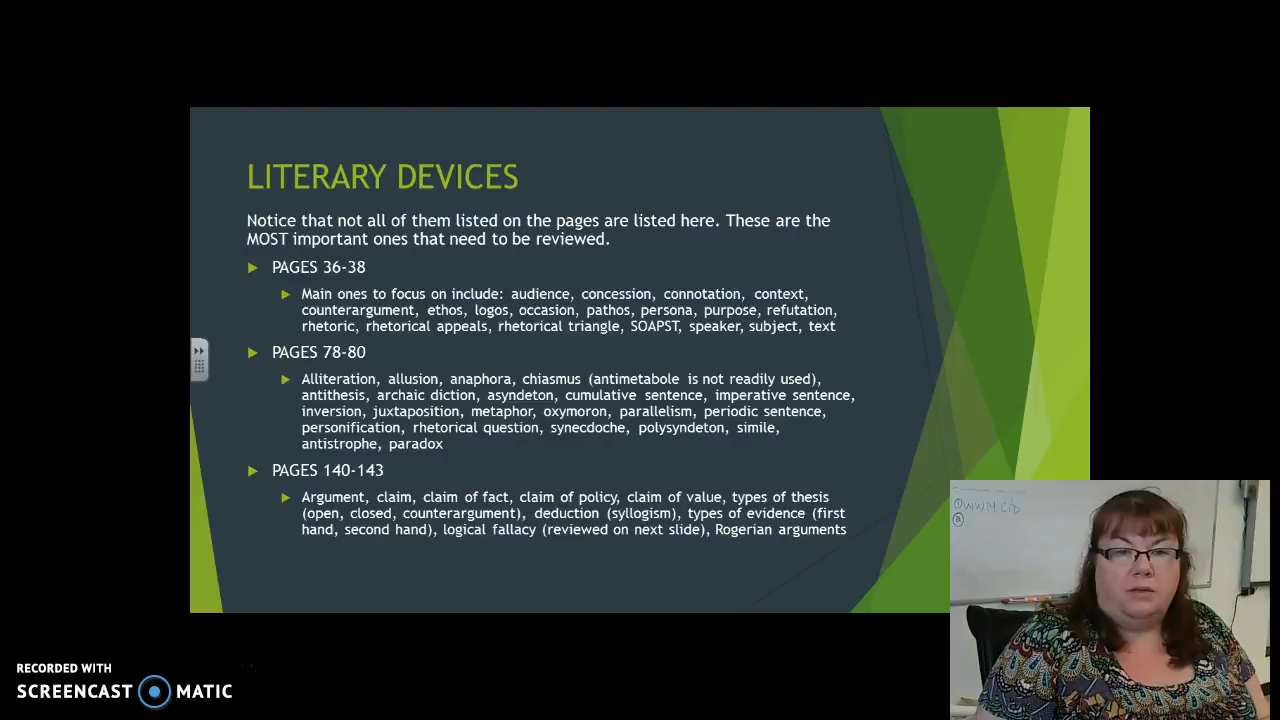 LITERARY DEVICES
Notice that not all of them listed on the pages are listed here. These are the
MOST important ones that need to be reviewed.
PAGES 36-38
Main ones to focus on include: audience, concession, connotation, context,
counterargument, ethos, logos, occasion, pathos, persona, purpose, refutation,
rhetoric, rhetorical appeals, rhetorical triangle, SOAPST, speaker, subject, text
PAGES 78-80
Alliteration, allusion, anaphora, chiasmus (antimetabole is not readily used),
antithesis, archaic diction, asyndeton, cumulative sentence, imperative sentence,
inversion, juxtaposition, metaphor, oxymoron, parallelism, periodic sentence,
personification, rhetorical question, synecdoche, polysyndeton, simile,
antistrophe, paradox
PAGES 140-143
Argument, claim, claim of fact, claim of policy, claim of value, types of thesis
(open, closed, counterargument), deduction (syllogism), types of evidence (first
hand, second hand), logical fallacy (reviewed on next slide), Rogerian arguments
RECORDED WITH
SCREENCAST MATIC